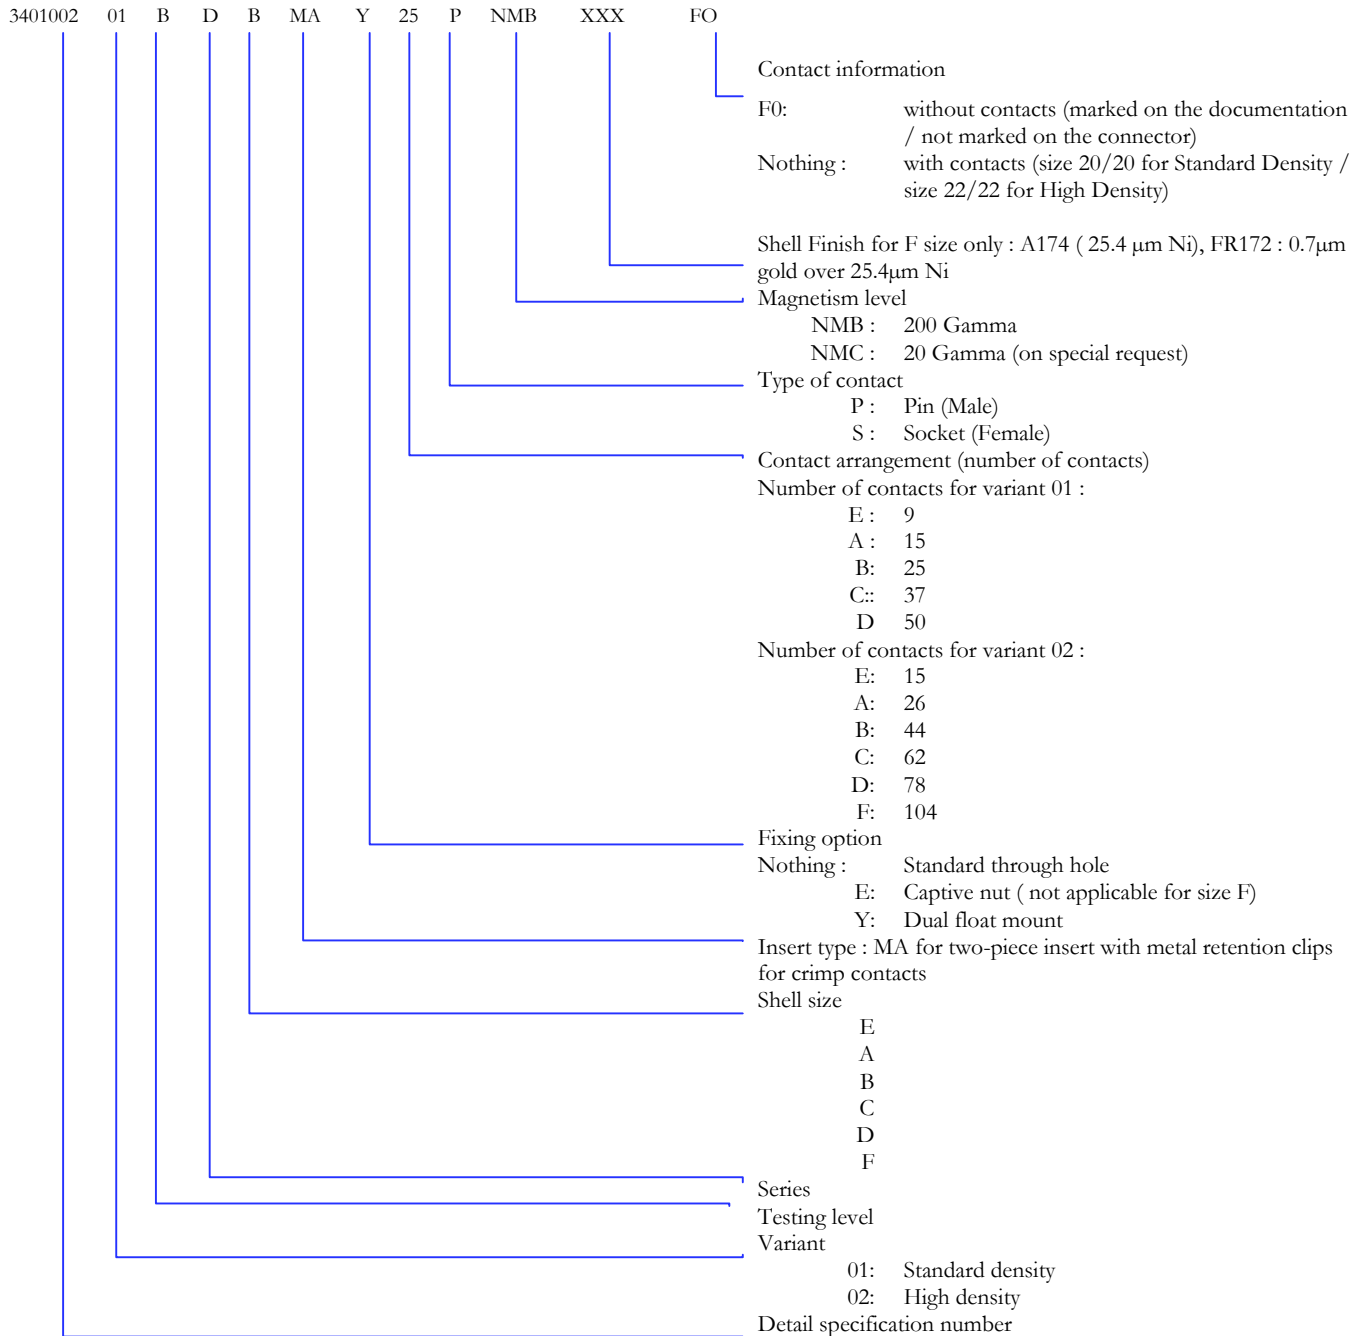 3401002 01 B D B MA Y 25 P NMB XXX FO
Contact information
F0: without contacts (marked on the documentation
/ not marked on the connector)
Nothing : with contacts (size 20/20 for Standard Density /
size 22/22 for High Density)
Shell Finish for F size only : A174 ( 25.4 µm Ni), FR172 : 0.7µm
gold over 25.4µm Ni
Magnetism level
NMB : 200 Gamma
NMC : 20 Gamma (on special request)
Type of contact
P : Pin (Male)
S : Socket (Female)
Contact arrangement (number of contacts)
Number of contacts for variant 01 :
E : 9
A : 15
B: 25
C:: 37
D 50
Number of contacts for variant 02 :
E: 15
A: 26
B: 44
C: 62
D: 78
F: 104
Fixing option
Nothing : Standard through hole
E: Captive nut ( not applicable for size F)
Y: Dual float mount
Insert type : MA for two-piece insert with metal retention clips
for crimp contacts
Shell size
E
A
B
C
D
F
Series
Testing level
Variant
01: Standard density
02: High density
Detail specification number